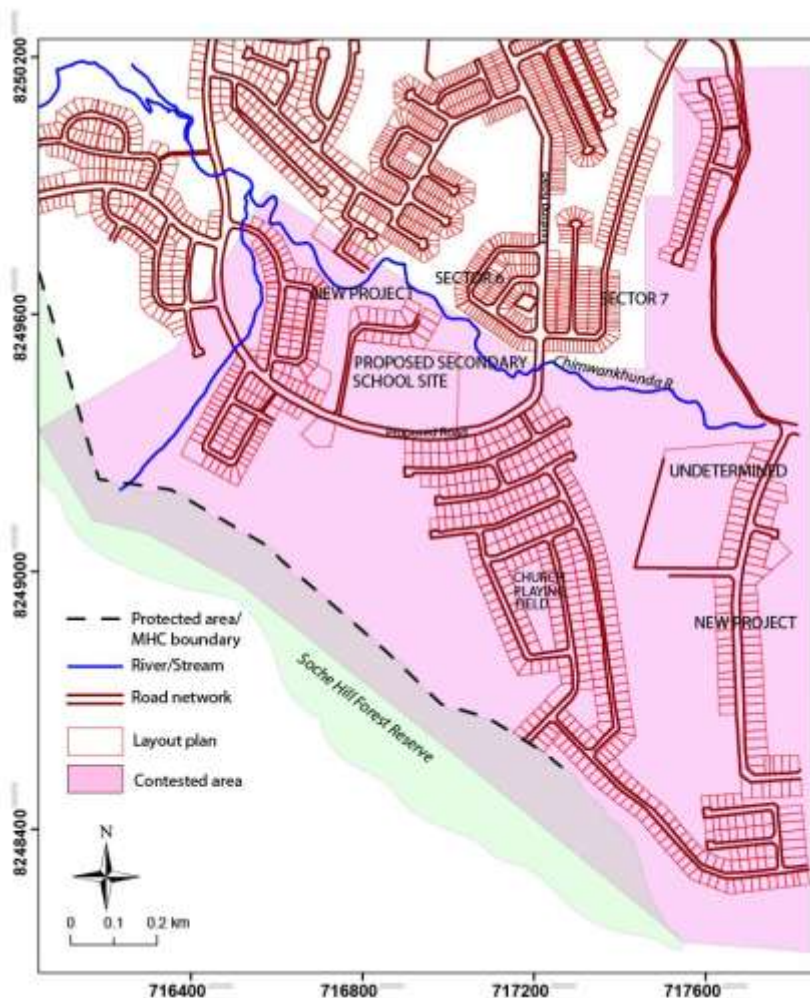 8250200
SECTOR 6
NEW PROJECT
SECTOR 7
8249600
PROPOSED SECONDARY
SCHOOL SITE
Chimwankhunda R.
Proposed Road
UNDETERMINED
8249000
CHURCH
PLAYING
FIELD
NEW PROJECT
Protected area/
MHC boundary
River/Stream
Road network
Layout plan
Contested area
Soche Hill Forest Reserve
8248400
N
0 0.1 0.2 km
716400 716800 717200 717600